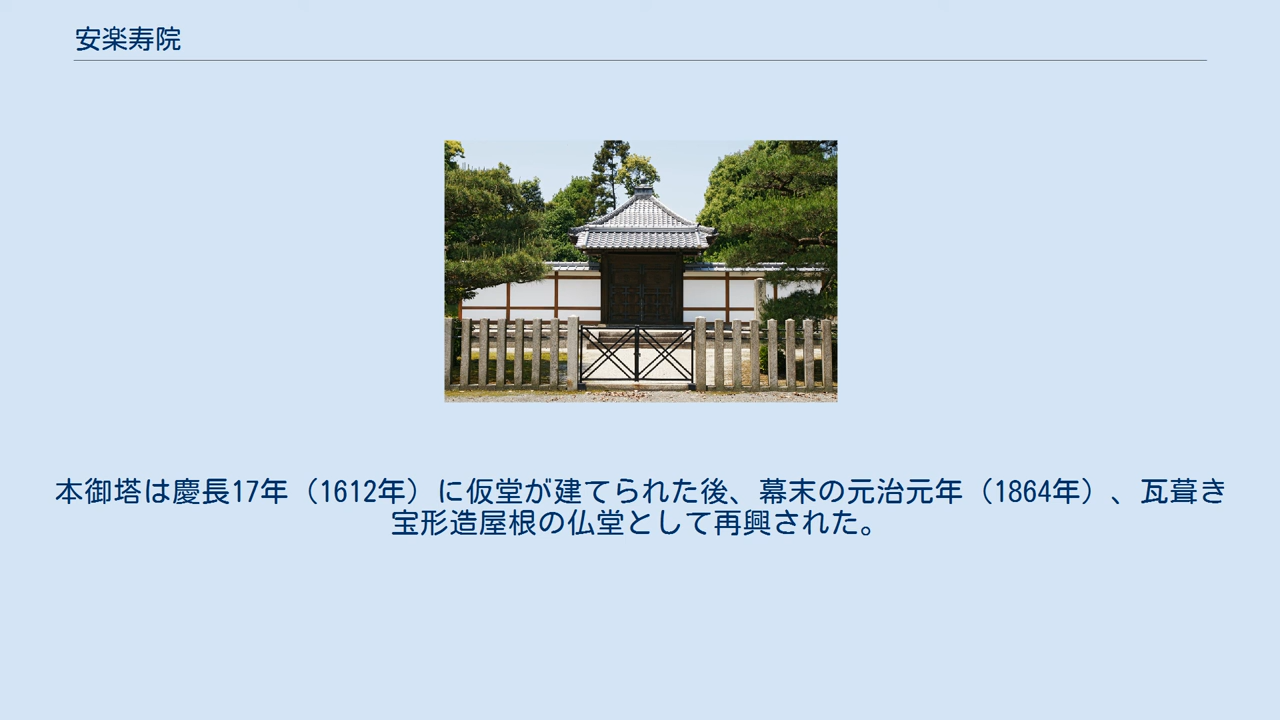 安楽寿院
本御塔は慶長17年（1612年）に仮堂が建てられた後、幕末の元治元年（1864年）、瓦葺き
宝形造屋根の仏堂として再興された。